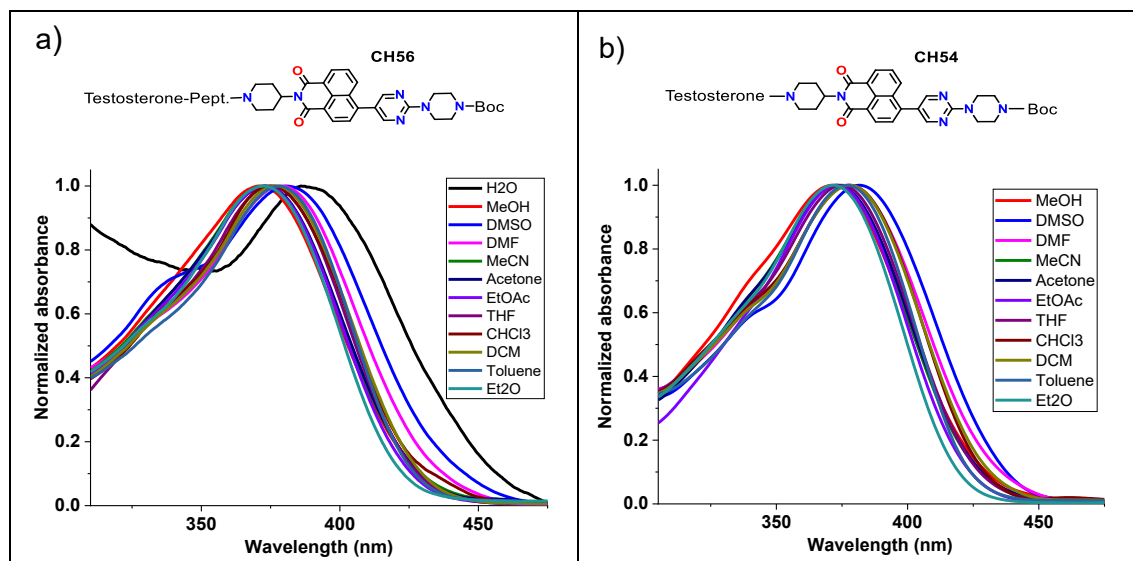 a)
CH56
O
Testosterone-Pept.
N
N
O
N
N
N
N
Boc
1.0
0.8
0.6
0.4
0.2
0.0
Normalized absorbance
H2O
MeOH
DMSO
DMF
MeCN
Acetone
EtOAc
THF
CHCl3
DCM
Toluene
Et2O
350
400
450
Wavelength (nm)
b)
CH54
O
Testosterone
N
N
O
N
N
N
N
Boc
1.0
0.8
0.6
0.4
0.2
0.0
Normalized absorbance
MeOH
DMSO
DMF
MeCN
Acetone
EtOAc
THF
CHCl3
DCM
Toluene
Et2O
350
400
450
Wavelength (nm)